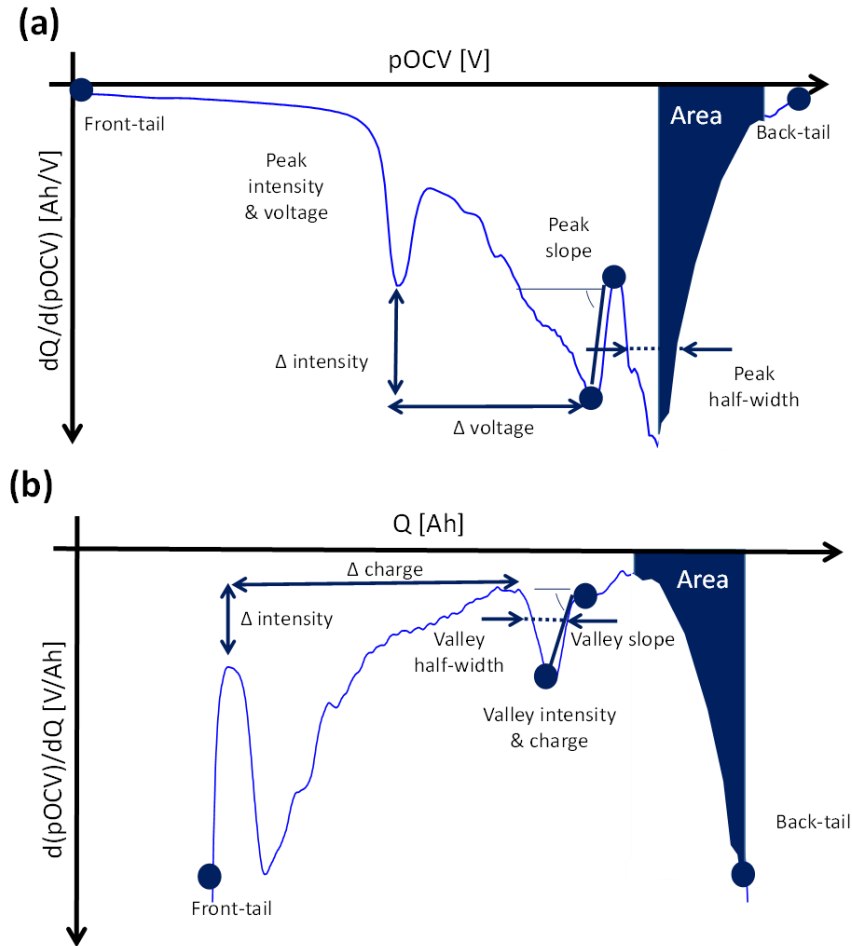 (a)
pOCV [V]
Front-tail
Area
Back-tail
Peak
intensity
& voltage
Peak
slope
dQ/d(pOCV) [Ah/V]
Δ intensity
Peak
half-width
Δ voltage
(b)
Q [Ah]
Δ charge
Area
Δ intensity
Valley
half-width
Valley slope
Valley intensity
& charge
d(pOCV)/dQ [V/Ah]
Back-tail
Front-tail